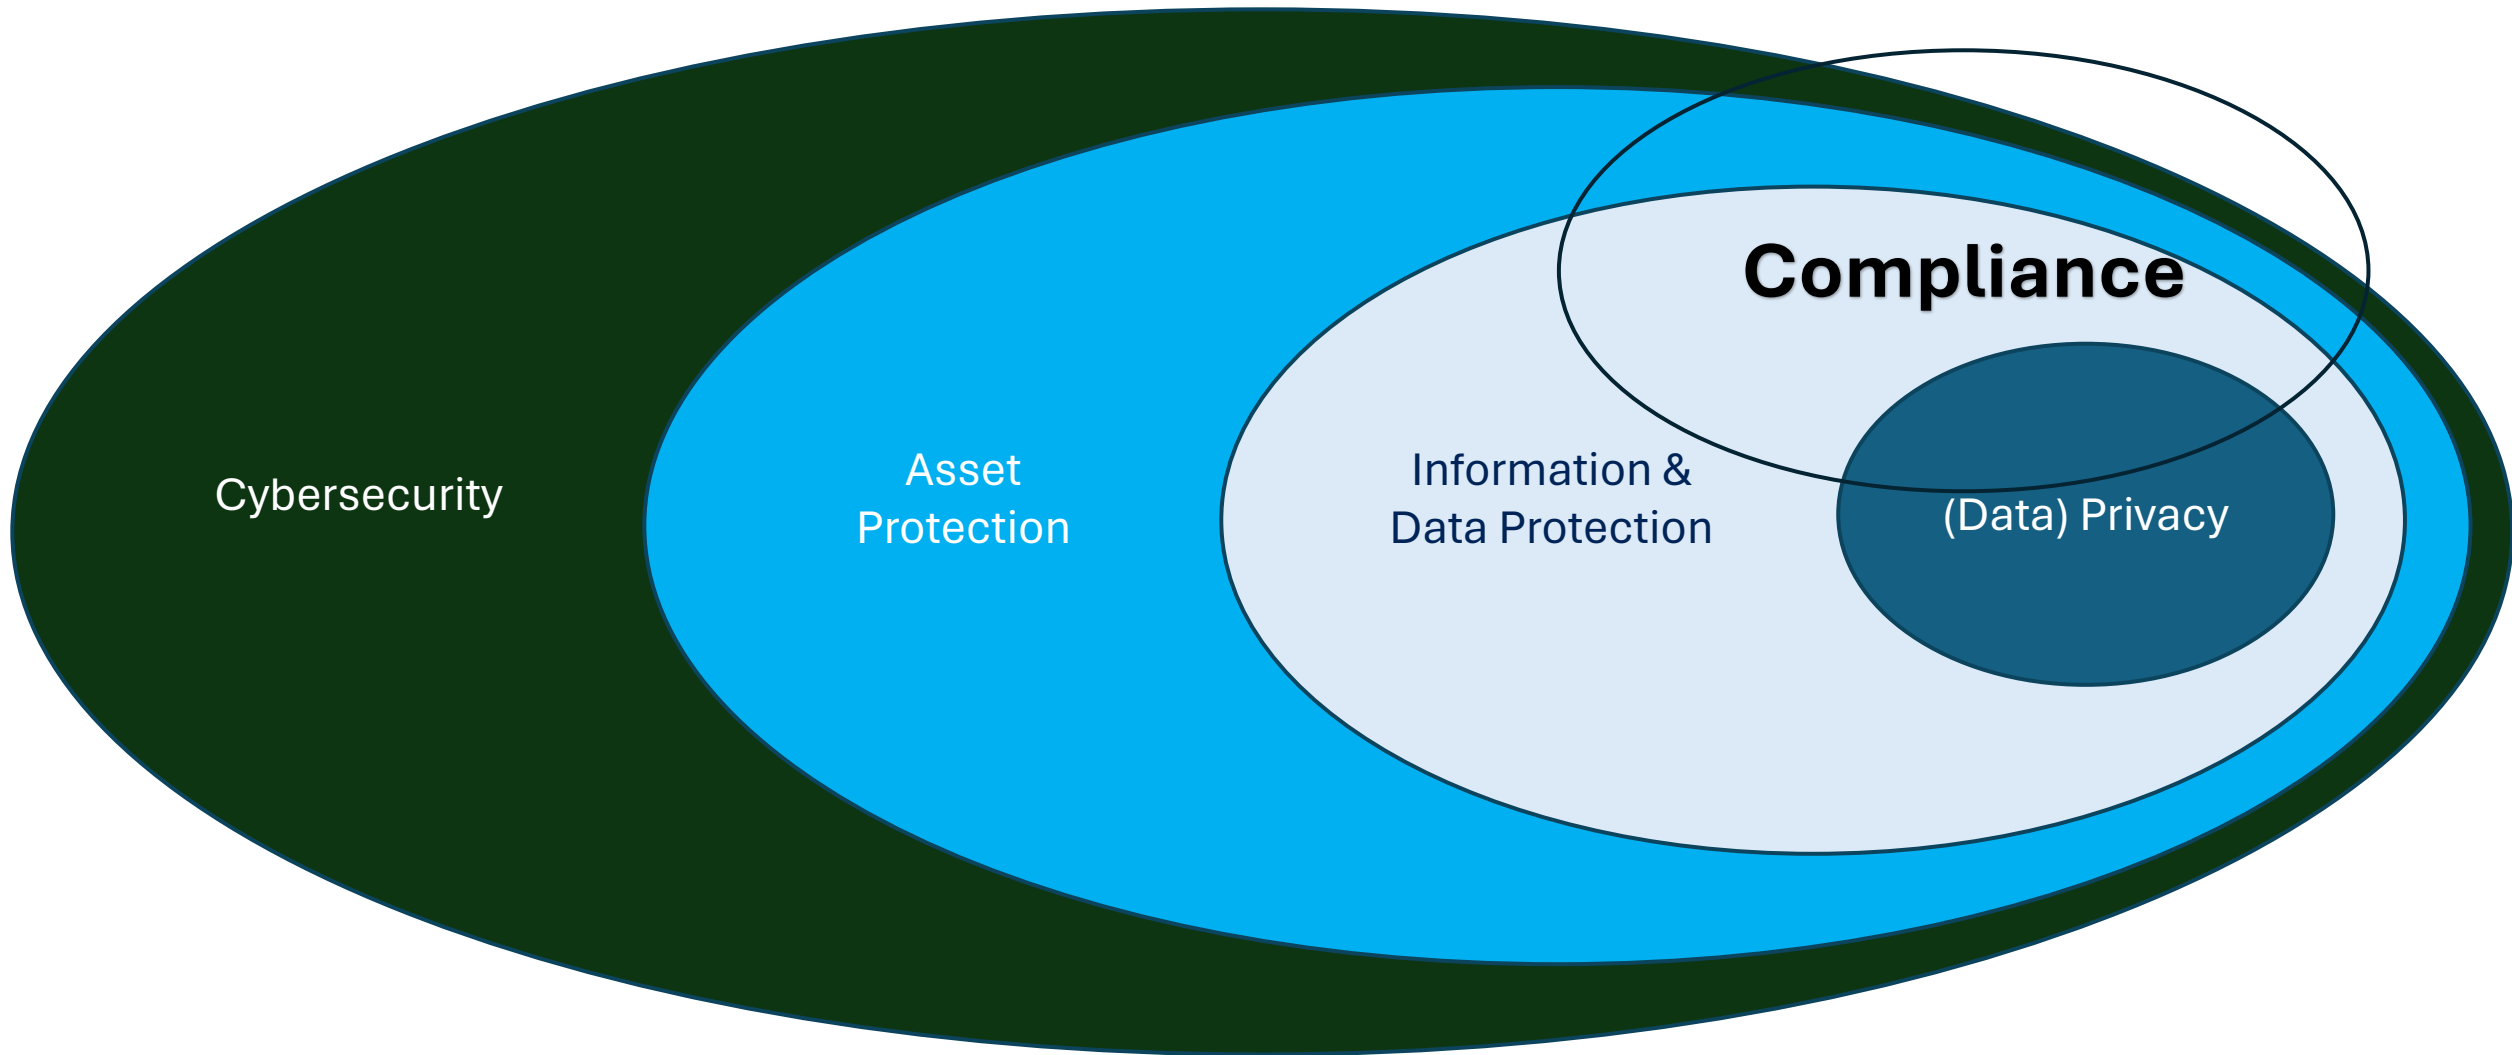 Compliance
Cybersecurity
Asset
Protection
Information &
Data Protection
(Data) Privacy